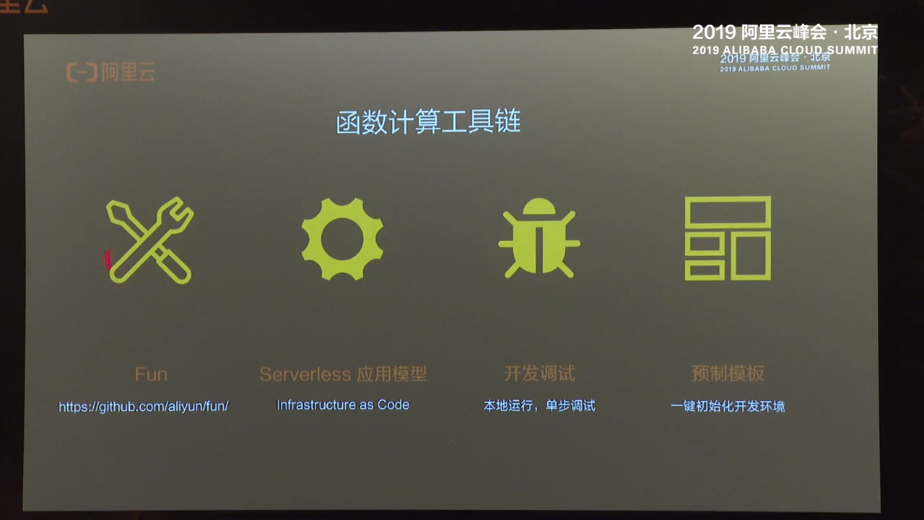 里云
2019 阿里云峰会·北京
2019 ALIBABA CLOUD SUMMIT
阿里云
2019 阿里云峰会·北京
2019 ALIBABA CLOUD SUMMIT
函数计算工具链
Fun
https://github.com/aliyun/fun/
Serverless 应用模型
Infrastructure as Code
开发调试
本地运行，单步调试
预制模板
一键初始化开发环境